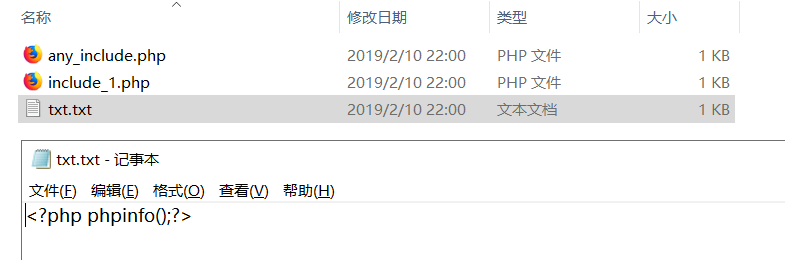 名称 修改日期 类型 大小
any_include.php 2019/2/10 22:00 PHP 文件 1 KB
include_1.php 2019/2/10 22:00 PHP 文件 1 KB
txt.txt 2019/2/10 22:00 文本文档 1 KB
txt.txt - 记事本
文件(F) 编辑(E) 格式(O) 查看(V) 帮助(H)
<?php phpinfo();?>